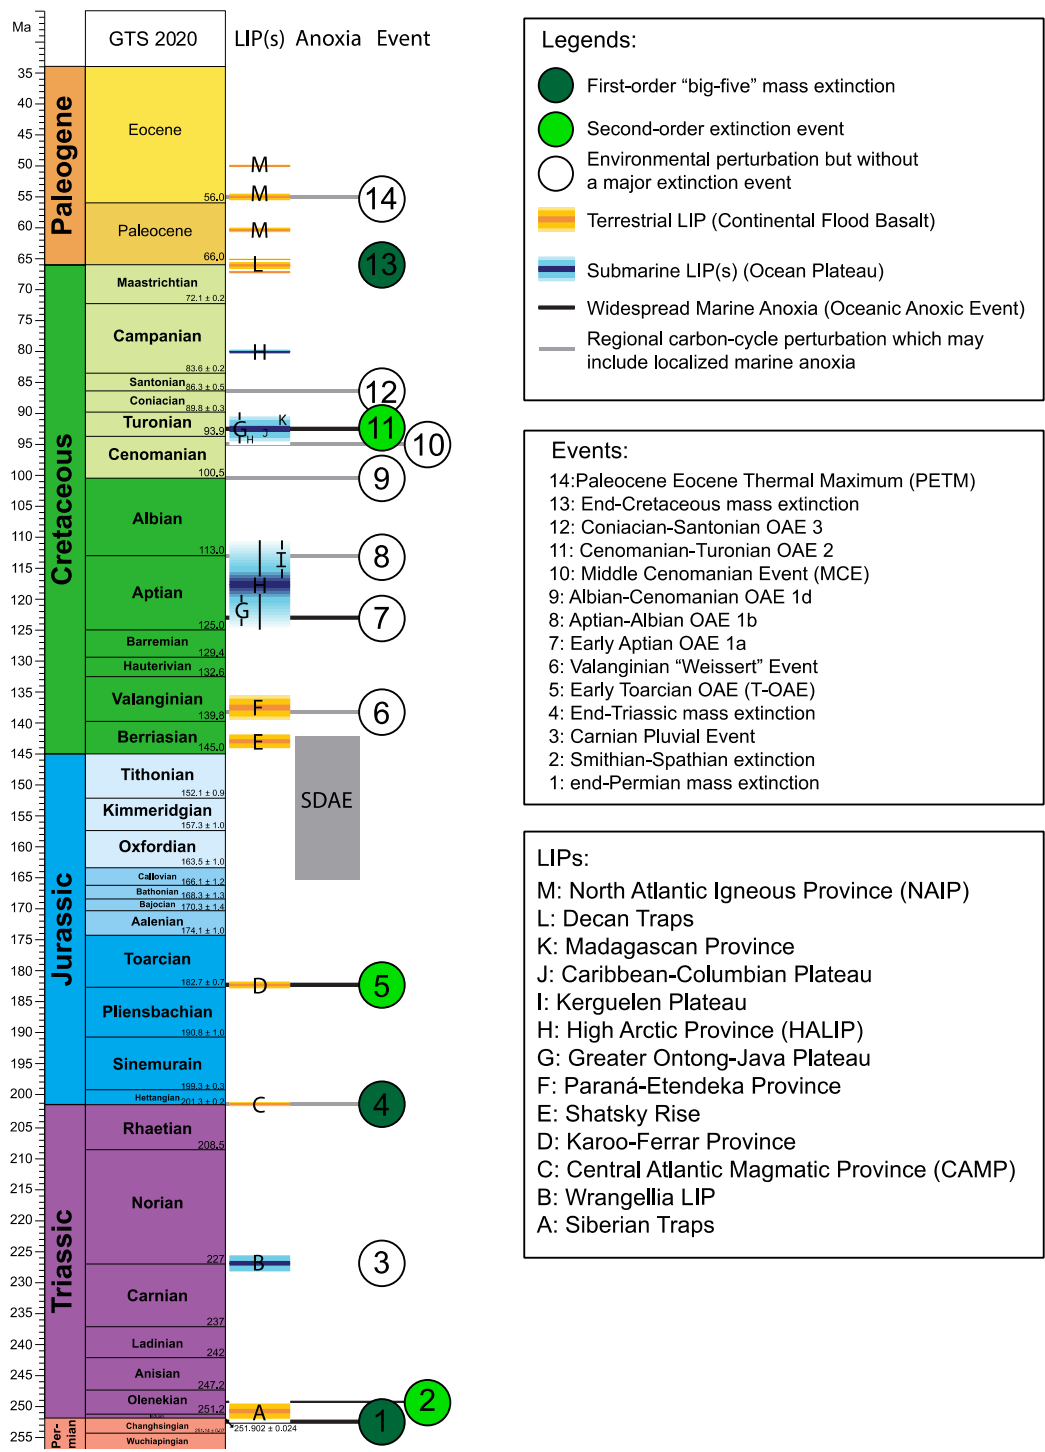 Ma
GTS 2020
LIP(s) Anoxia Event
35
40
45
50
55
60
65
70
75
80
85
90
95
100
105
110
115
120
125
130
135
140
145
150
155
160
165
170
175
180
185
190
195
200
205
210
215
220
225
230
235
240
245
250
255
Paleogene
Cretaceous
Jurassic
Triassic
Per-
mian
Eocene
56.0
Paleocene
66.0
Maastrichtian
72.1 ± 0.2
Campanian
83.6 ± 0.2
Santonian
86.3 ± 0.5
Coniacian
89.8 ± 0.3
Turonian
93.9
Cenomanian
100.5
Albian
113.0
Aptian
125.0
Barremian
129.4
Hauterivian
132.6
Valanginian
139.8
Berriasian
145.0
Tithonian
152.1 ± 0.9
Kimmeridgian
157.3 ± 1.0
Oxfordian
163.5 ± 1.0
Callovian
166.1 ± 1.2
Bathonian
168.3 ± 1.3
Bajocian
170.3 ± 1.4
Aalenian
174.1 ± 1.0
Toarcian
182.7 ± 0.7
Pliensbachian
190.8 ± 1.0
Sinemurain
199.3 ± 0.3
Hettangian
201.3 ± 0.2
Rhaetian
208.5
Norian
227
Carnian
237
Ladinian
242
Anisian
247.2
Olenekian
251.2
Changhsingian
Wuchiapingian
*251.902 ± 0.024
M
M
14
M
L
13
H
12
K
G
J
H
11
10
9
I
8
H
G
7
F
6
E
SDAE
D
5
C
4
B
3
2
A
1
Legends:
First-order “big-five” mass extinction
Second-order extinction event
Environmental perturbation but without
a major extinction event
Terrestrial LIP (Continental Flood Basalt)
Submarine LIP(s) (Ocean Plateau)
Widespread Marine Anoxia (Oceanic Anoxic Event)
Regional carbon-cycle perturbation which may
include localized marine anoxia
Events:
14:Paleocene Eocene Thermal Maximum (PETM)
13: End-Cretaceous mass extinction
12: Coniacian-Santonian OAE 3
11: Cenomanian-Turonian OAE 2
10: Middle Cenomanian Event (MCE)
9: Albian-Cenomanian OAE 1d
8: Aptian-Albian OAE 1b
7: Early Aptian OAE 1a
6: Valanginian “Weissert” Event
5: Early Toarcian OAE (T-OAE)
4: End-Triassic mass extinction
3: Carnian Pluvial Event
2: Smithian-Spathian extinction
1: end-Permian mass extinction
LIPs:
M: North Atlantic Igneous Province (NAIP)
L: Decan Traps
K: Madagascan Province
J: Caribbean-Columbian Plateau
I: Kerguelen Plateau
H: High Arctic Province (HALIP)
G: Greater Ontong-Java Plateau
F: Paraná-Etendeka Province
E: Shatsky Rise
D: Karoo-Ferrar Province
C: Central Atlantic Magmatic Province (CAMP)
B: Wrangellia LIP
A: Siberian Traps